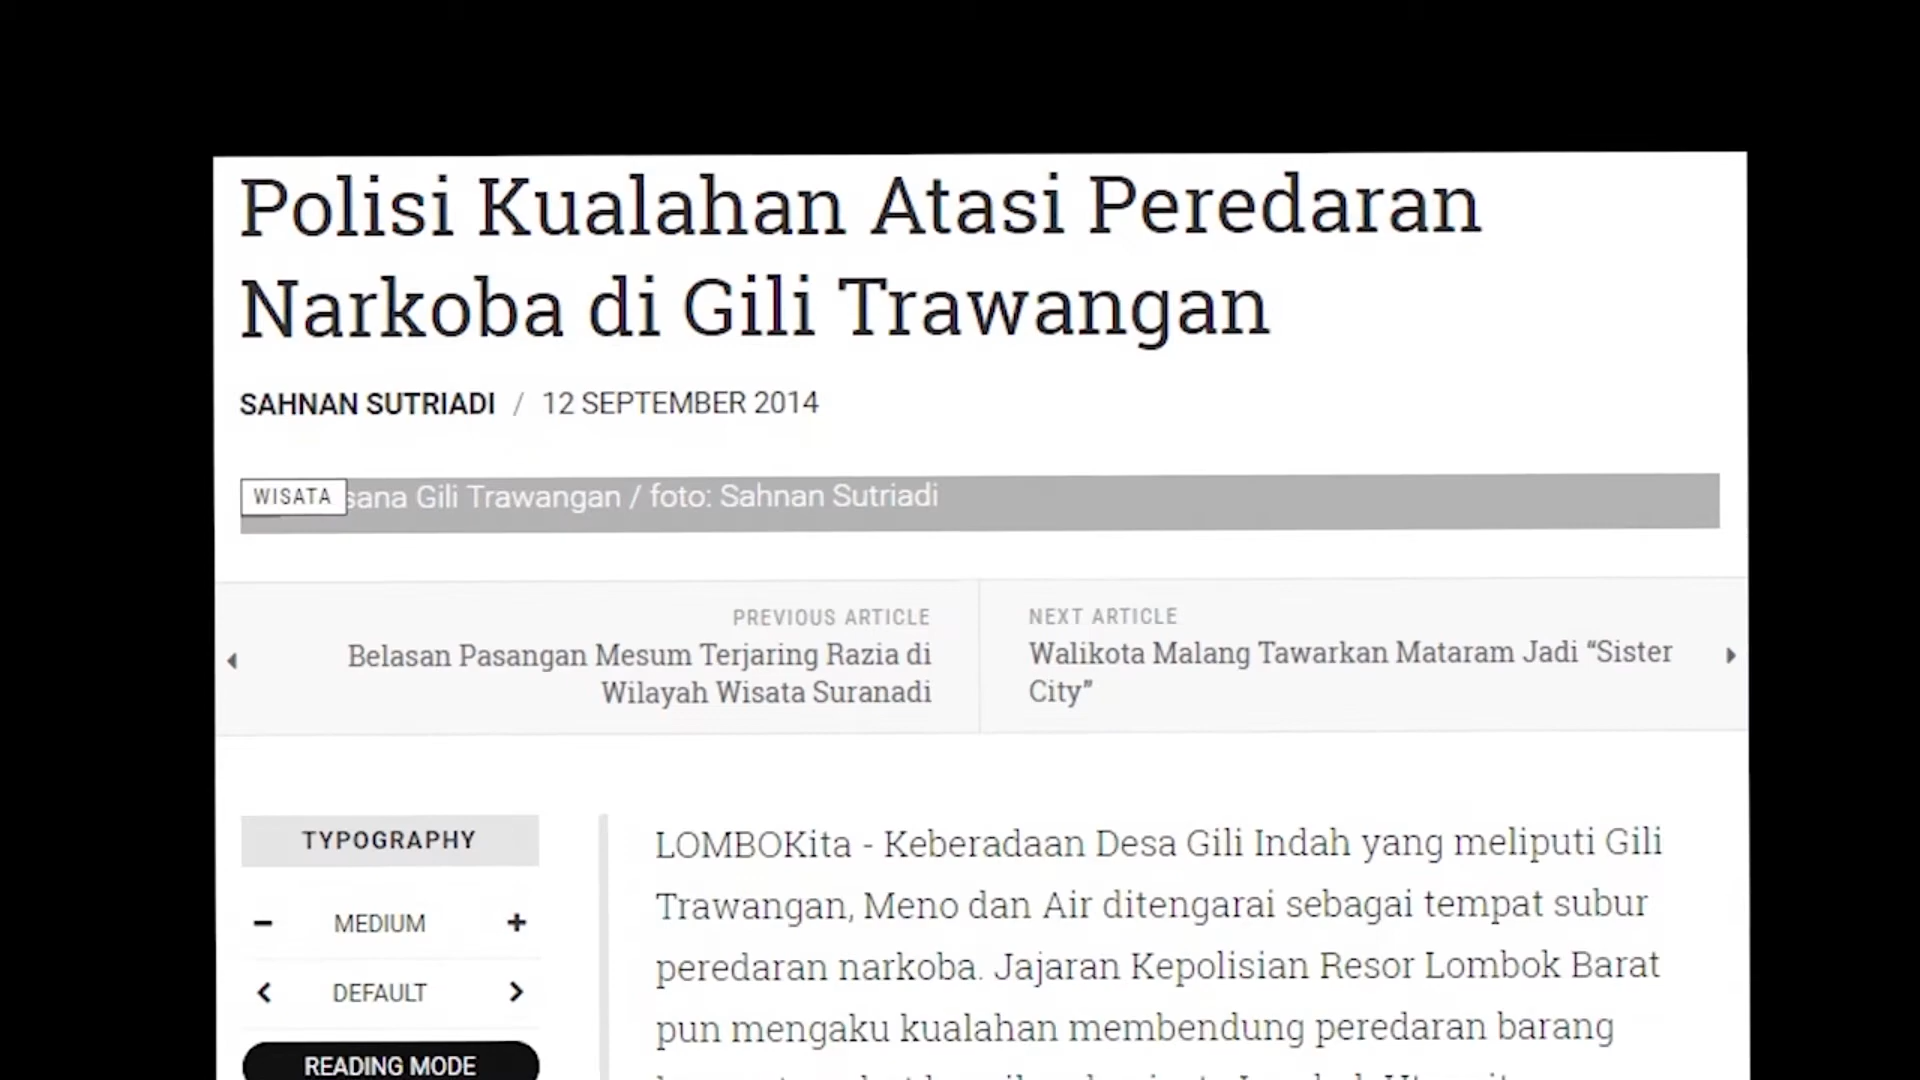 Polisi Kualahan Atasi Peredaran
Narkoba di Gili Trawangan
SAHNAN SUTRIADI / 12 SEPTEMBER 2014
WISATA sana Gili Trawangan / foto: Sahnan Sutriadi
PREVIOUS ARTICLE
Belasan Pasangan Mesum Terjaring Razia di
Wilayah Wisata Suranadi
NEXT ARTICLE
Walikota Malang Tawarkan Mataram Jadi “Sister
City”
TYPOGRAPHY
MEDIUM
DEFAULT
READING MODE
LOMBOKita - Keberadaan Desa Gili Indah yang meliputi Gili
Trawangan, Meno dan Air ditengarai sebagai tempat subur
peredaran narkoba. Jajaran Kepolisian Resor Lombok Barat
pun mengaku kualahan membendung peredaran barang